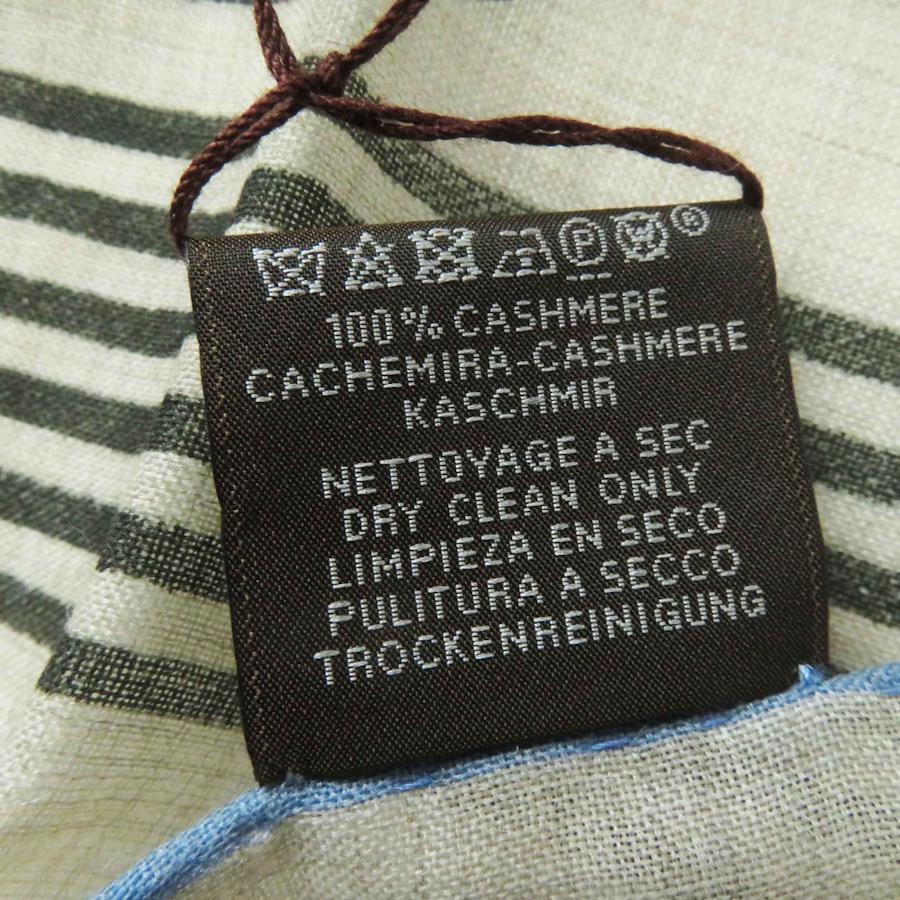 Ⓟ ®
100% CASHMERE
CACHEMIRA-CASHMERE
KASCHMIR
NETTOYAGE A SEC
DRY CLEAN ONLY
LIMPIEZA EN SECO
PULITURA A SECCO
TROCKENREINIGUNG